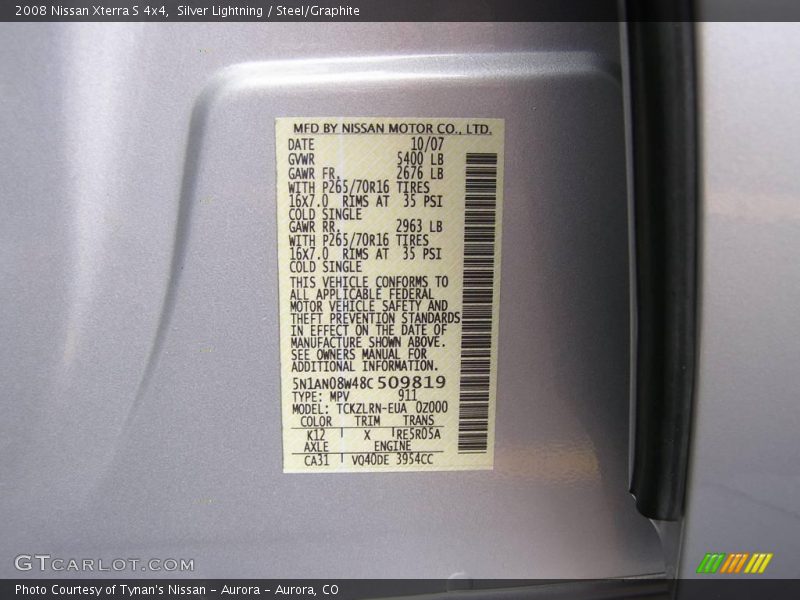 2008 Nissan Xterra S 4x4,  Silver Lightning / Steel/Graphite
MFD BY NISSAN MOTOR CO., LTD.
DATE 10/07
GVWR 5400 LB
GAWR FR. 2676 LB
WITH P265/70R16 TIRES
16X7.0 RIMS AT 35 PSI
COLD SINGLE
GAWR RR. 2963 LB
WITH P265/70R16 TIRES
16X7.0 RIMS AT 35 PSI
COLD SINGLE
THIS VEHICLE CONFORMS TO
ALL APPLICABLE FEDERAL
MOTOR VEHICLE SAFETY AND
THEFT PREVENTION STANDARDS
IN EFFECT ON THE DATE OF
MANUFACTURE SHOWN ABOVE.
SEE OWNERS MANUAL FOR
ADDITIONAL INFORMATION.
5N1AN08W48C509819
TYPE: MPV 911
MODEL: TCKZLRN-EUA 0Z000
COLOR TRIM TRANS
K12 X RE5R05A
AXLE ENGINE
CA31 VQ40DE 3954CC
GTCARLOT.COM
Photo Courtesy of Tynan's Nissan - Aurora - Aurora, CO